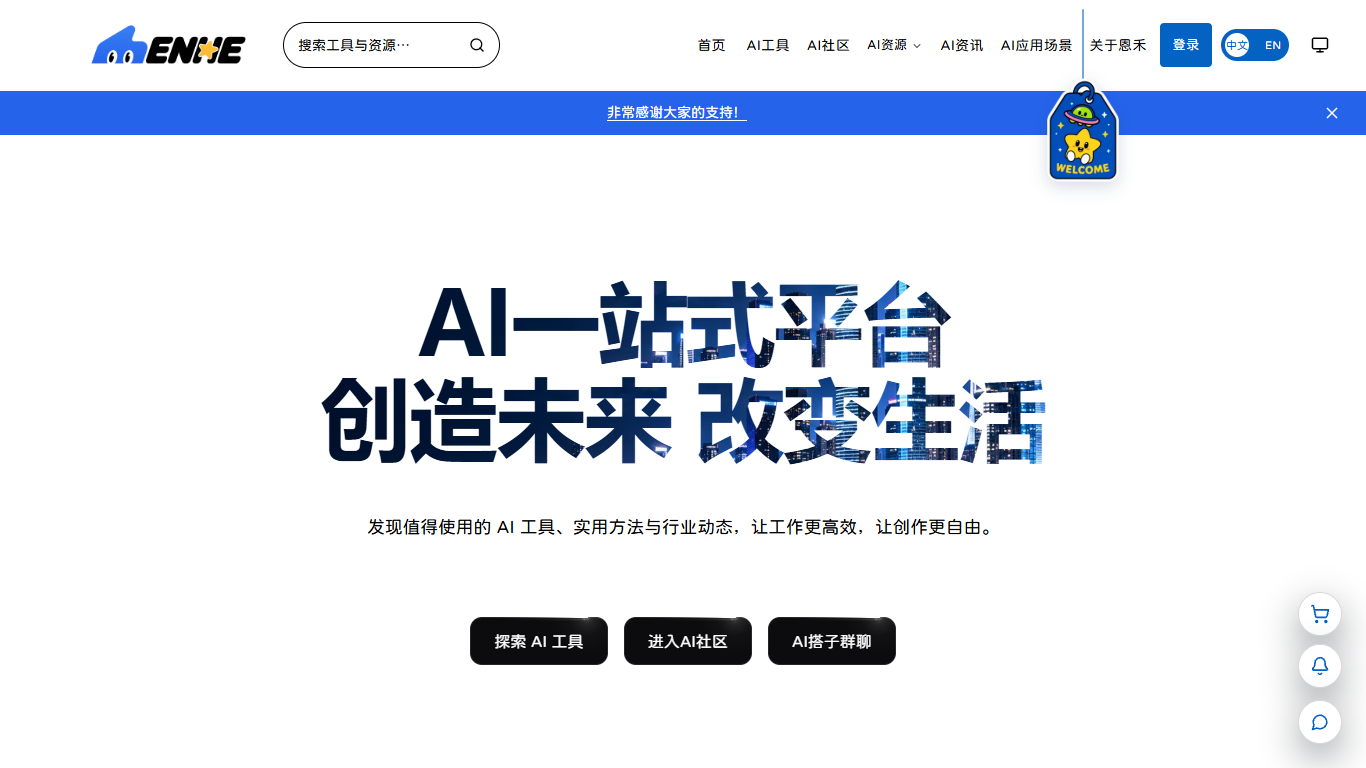 ENHE
搜索工具与资源…
首页
AI工具
AI社区
AI资源
AI资讯
AI应用场景
关于恩禾
登录
中文
EN
非常感谢大家的支持！
WELCOME
AI一站式平台
创造未来 改变生活
发现值得使用的 AI 工具、实用方法与行业动态，让工作更高效，让创作更自由。
探索 AI 工具
进入AI社区
AI搭子群聊